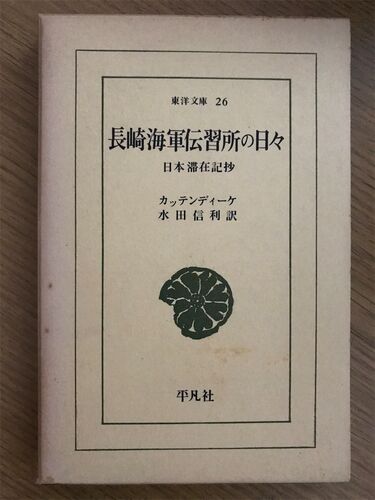 東洋文庫 26
長崎海軍伝習所の日々
日本滞在記抄
カッテンディーケ
水田信利訳
平凡社